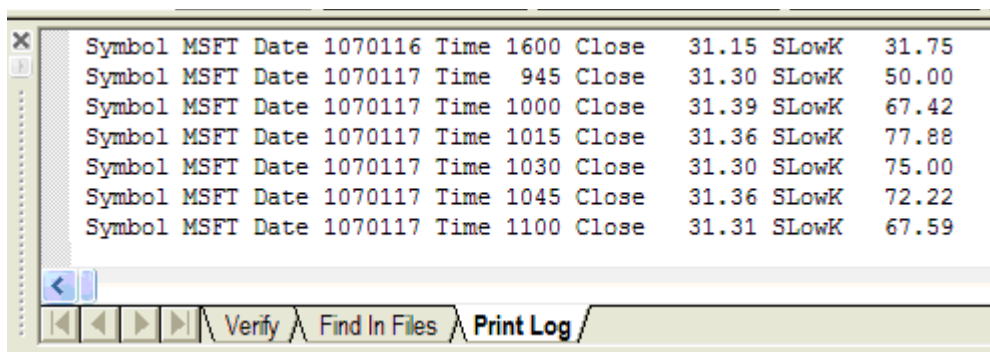 Symbol MSFT Date 1070116 Time 1600 Close 31.15 SLowK 31.75
Symbol MSFT Date 1070117 Time 945 Close 31.30 SLowK 50.00
Symbol MSFT Date 1070117 Time 1000 Close 31.39 SLowK 67.42
Symbol MSFT Date 1070117 Time 1015 Close 31.36 SLowK 77.88
Symbol MSFT Date 1070117 Time 1030 Close 31.30 SLowK 75.00
Symbol MSFT Date 1070117 Time 1045 Close 31.36 SLowK 72.22
Symbol MSFT Date 1070117 Time 1100 Close 31.31 SLowK 67.59
Verify Find In Files Print Log